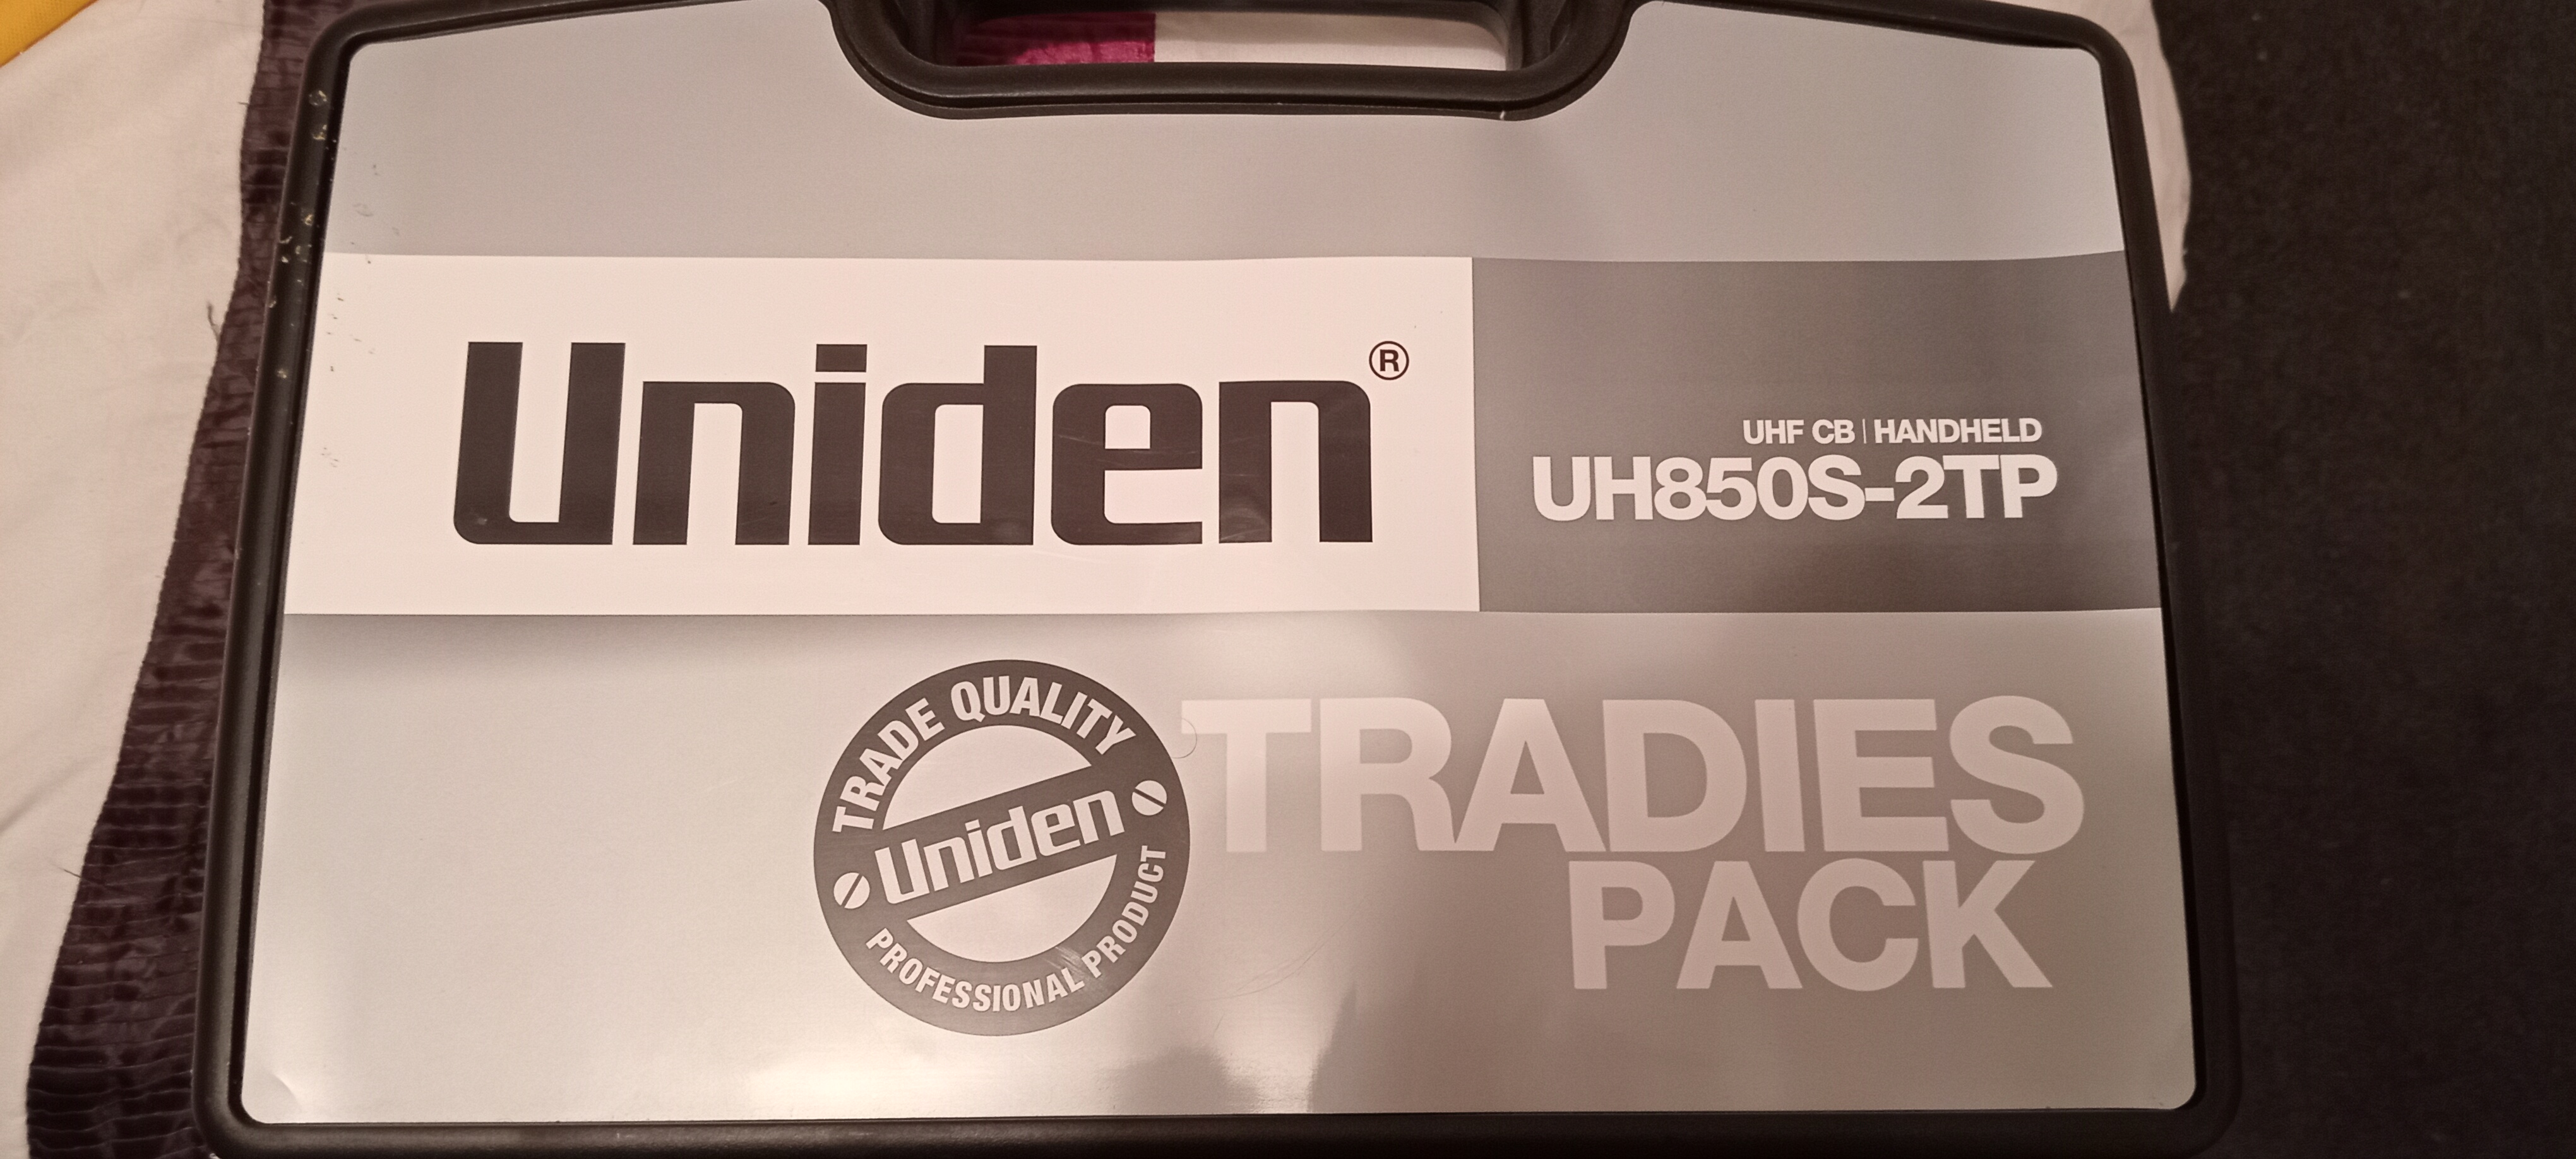 Uniden®
UHF CB | HANDHELD
UH850S-2TP
TRADE QUALITY
Uniden
PROFESSIONAL PRODUCT
TRADIES
PACK